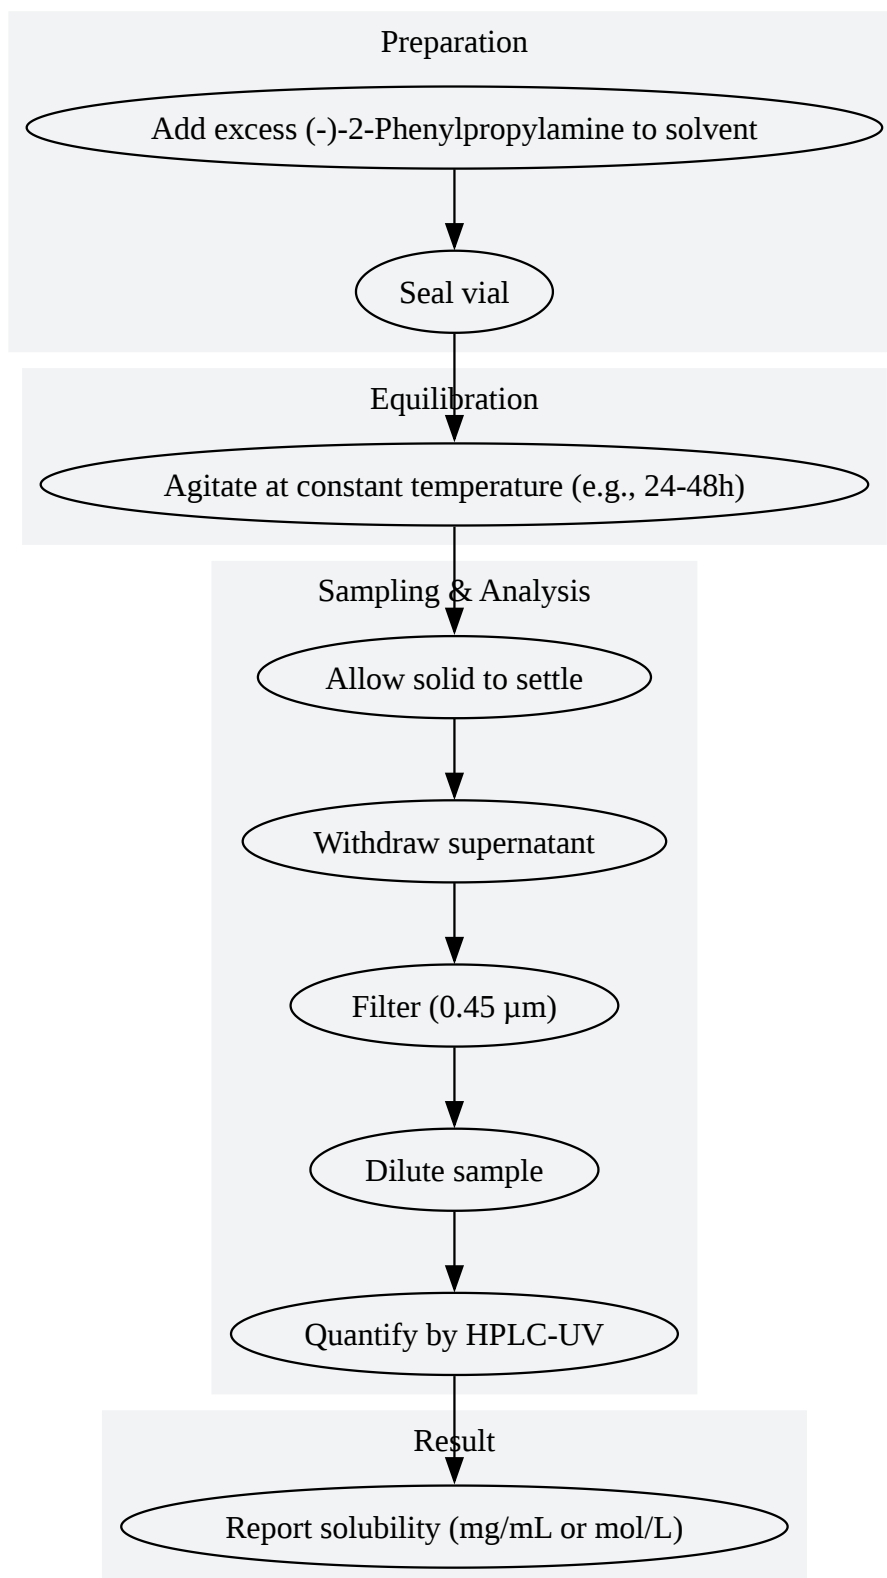 Preparation
Add excess (-)-2-Phenylpropylamine to solvent
Seal vial
Equilibration
Agitate at constant temperature (e.g., 24-48h)
Sampling & Analysis
Allow solid to settle
Withdraw supernatant
Filter (0.45 µm)
Dilute sample
Quantify by HPLC-UV
Result
Report solubility (mg/mL or mol/L)